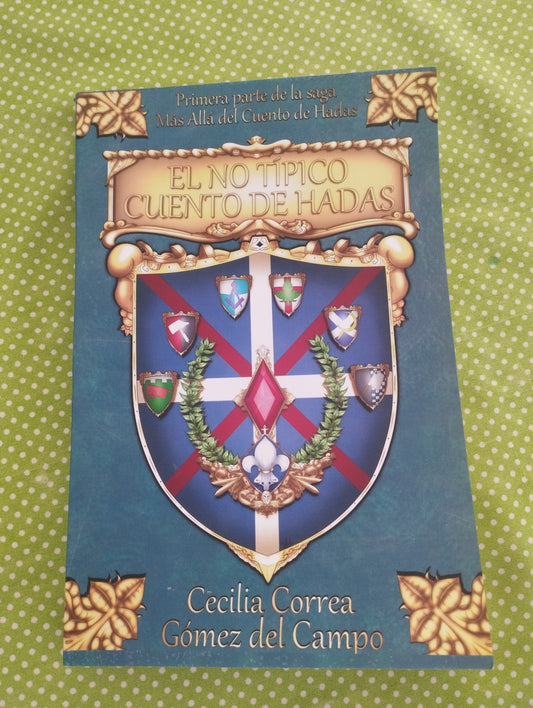 Primera parte de la saga
Más Allá del Cuento de Hadas
EL NO TÍPICO
CUENTO DE HADAS
Cecilia Correa
Gómez del Campo